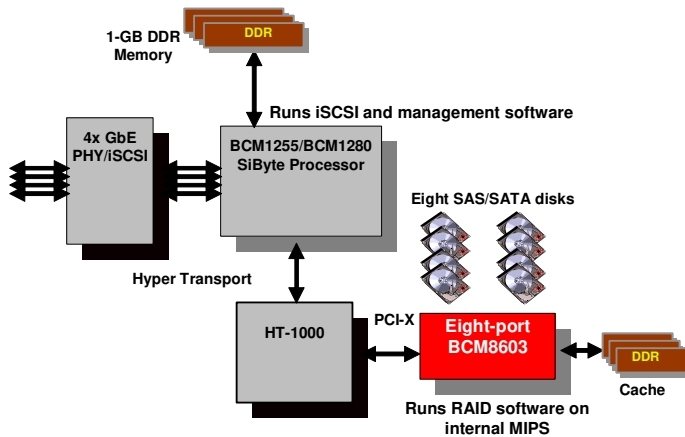 1-GB DDR
Memory
DDR
Runs iSCSI and management software
4x GbE
PHY/iSCSI
BCM1255/BCM1280
SiByte Processor
Eight SAS/SATA disks
Hyper Transport
HT-1000
PCI-X
Eight-port
BCM8603
DDR
Cache
Runs RAID software on
internal MIPS